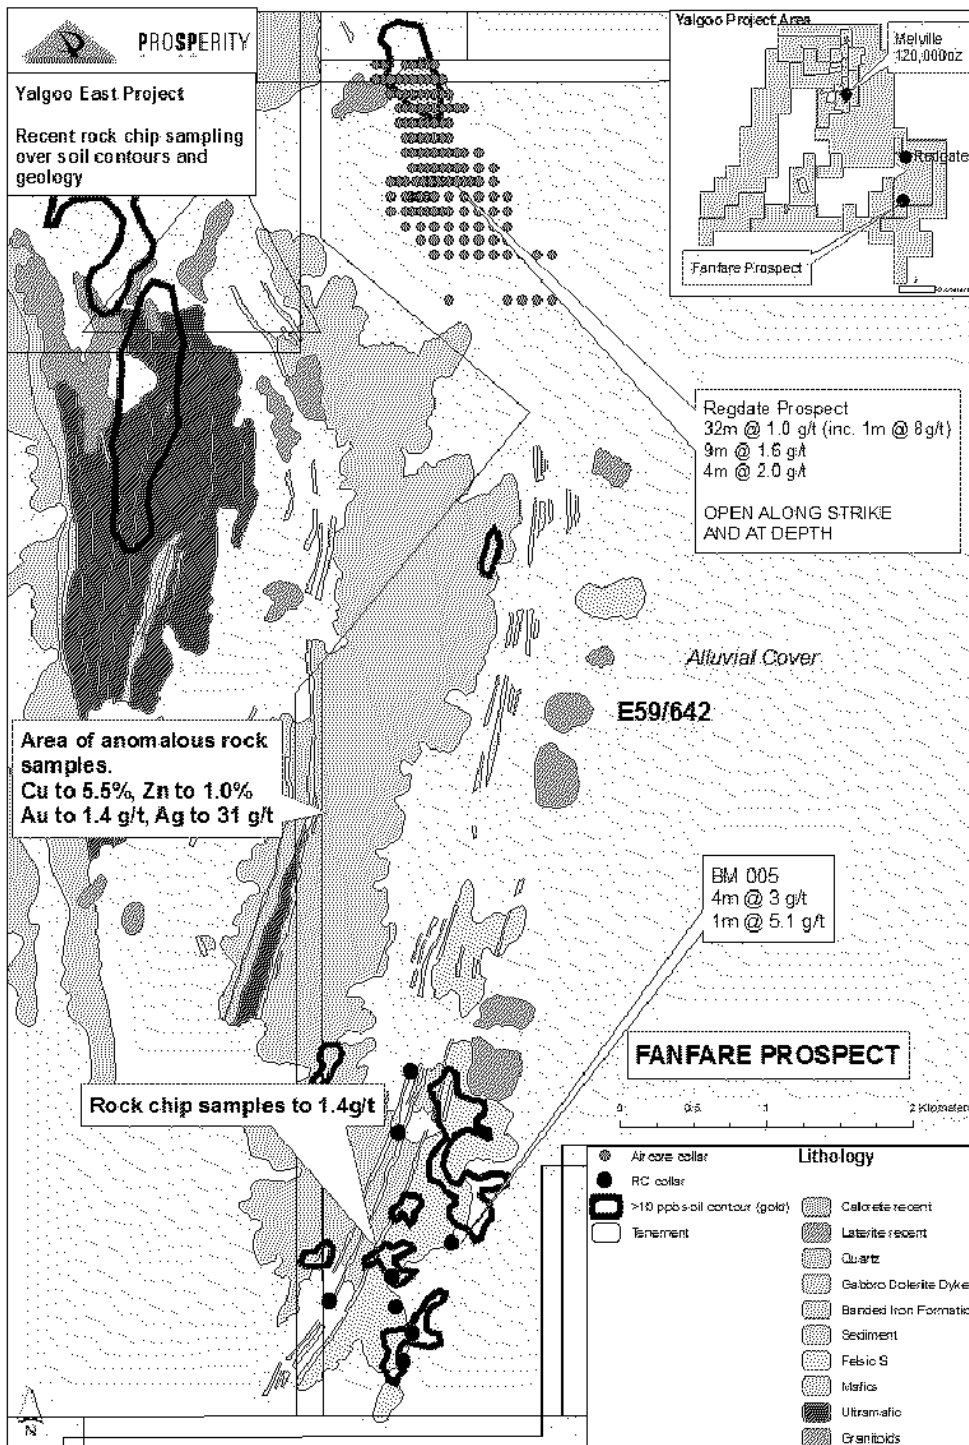 PROSPERITY
Yalgoo East Project
Recent rock chip sampling
over soil contours and
geology
Yalgoo Project Area
Melville
120,000oz
Redgate
Fanfare Prospect
Regdate Prospect
32m @ 1.0 g/t (inc. 1m @ 8g/t)
9m @ 1.6 g/t
4m @ 2.0 g/t
OPEN ALONG STRIKE
AND AT DEPTH
Alluvial Cover
E59/642
Area of anomalous rock
samples.
Cu to 5.5%, Zn to 1.0%
Au to 1.4 g/t, Ag to 31 g/t
BM 005
4m @ 3 g/t
1m @ 5.1 g/t
FANFARE PROSPECT
Rock chip samples to 1.4g/t
0 0.5 1 2 Kilometers
Aircore collar
RC collar
>10 ppb soil contour (gold)
Tenement
Lithology
Calcrete recent
Laterite recent
Quartz
Gabbro Dolerite Dyke
Banded Iron Formatio
Sediment
Felsic S
Mafics
Ultramafic
Granitoids
N